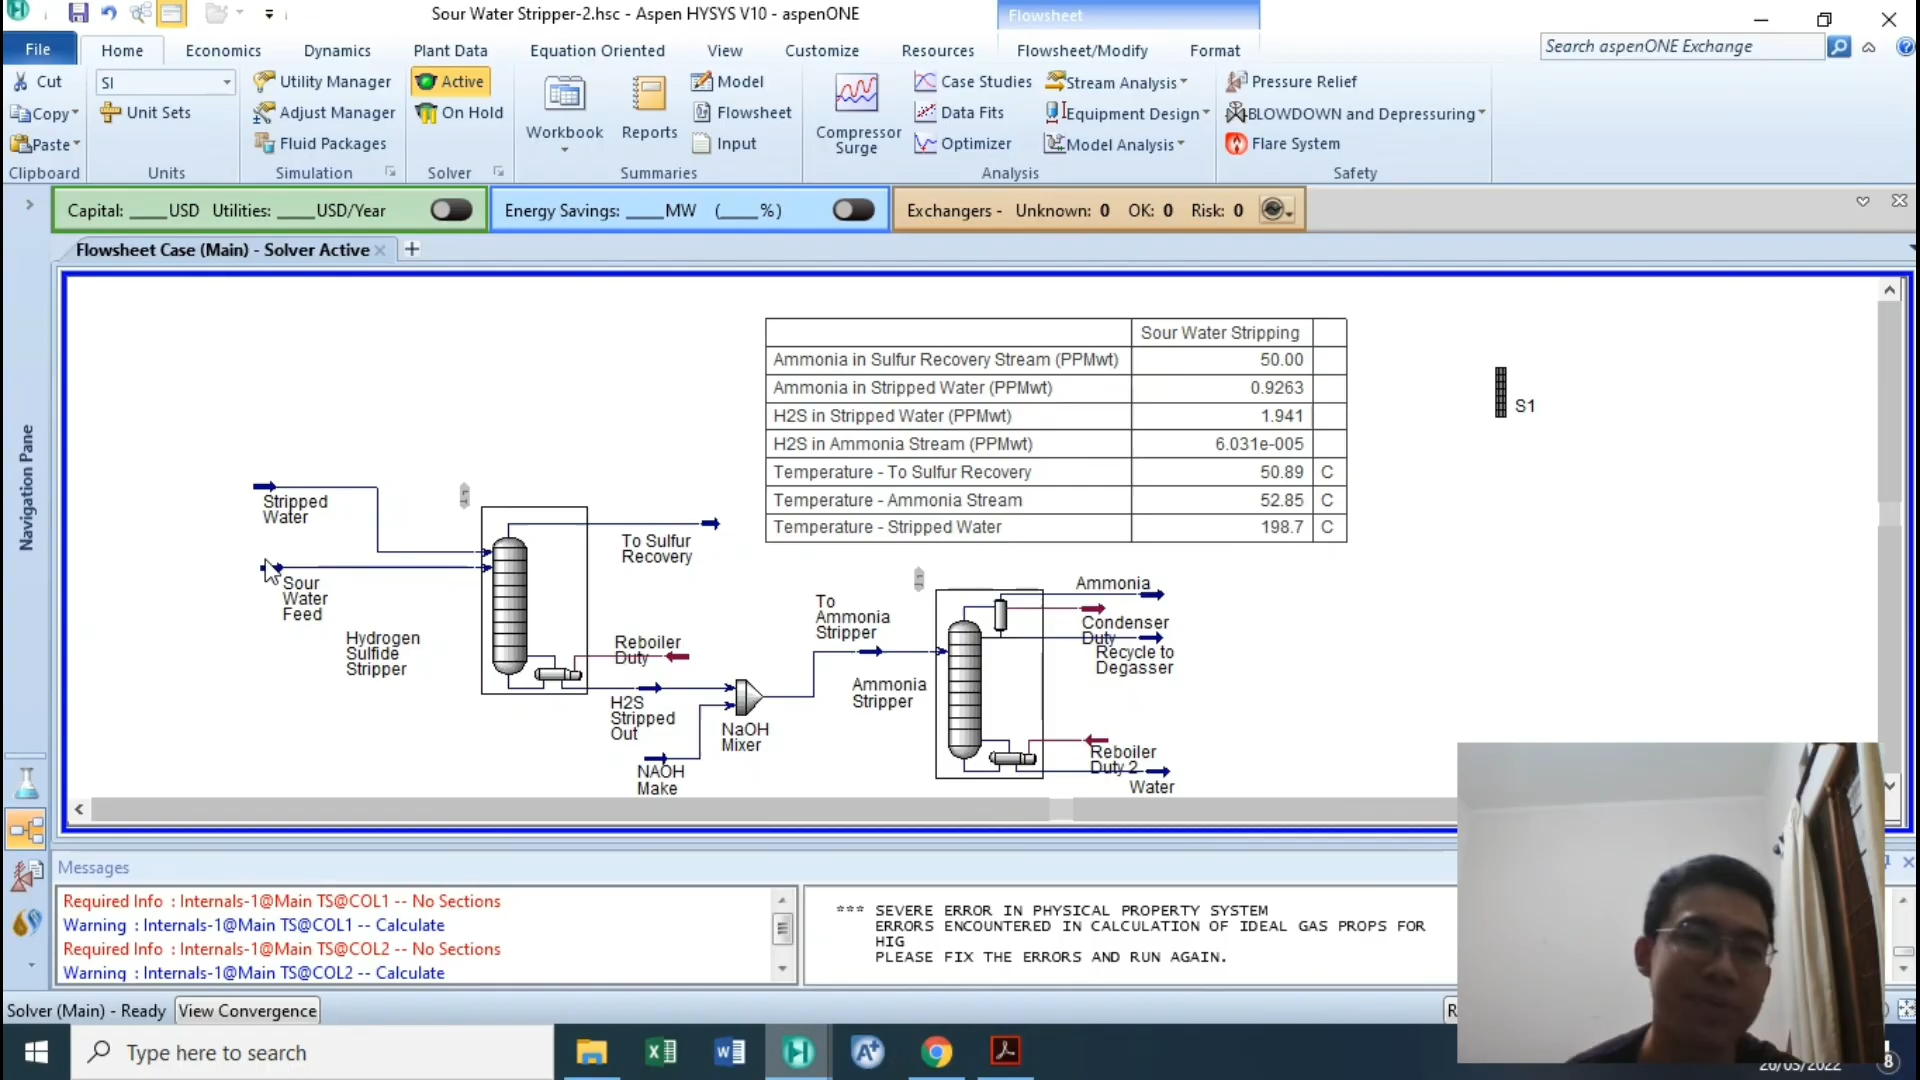 Sour Water Stripper-2.hsc - Aspen HYSYS V10 - aspenONE
Flowsheet
File Home Economics Dynamics Plant Data Equation Oriented View Customize Resources Flowsheet/Modify Format
Search aspenONE Exchange
Cut
Copy
Paste
Clipboard
SI
Unit Sets
Units
Utility Manager
Adjust Manager
Fluid Packages
Simulation
Active
On Hold
Solver
Workbook
Reports
Model
Flowsheet
Input
Summaries
Compressor
Surge
Case Studies
Data Fits
Optimizer
Stream Analysis
Equipment Design
Model Analysis
Analysis
Pressure Relief
BLOWDOWN and Depressuring
Flare System
Safety
Capital: ____USD Utilities: ____USD/Year
Energy Savings: ____MW (____%)
Exchangers - Unknown: 0 OK: 0 Risk: 0
Flowsheet Case (Main) - Solver Active
Navigation Pane
Sour Water Stripping
Ammonia in Sulfur Recovery Stream (PPMwt) 50.00
Ammonia in Stripped Water (PPMwt) 0.9263
H2S in Stripped Water (PPMwt) 1.941
H2S in Ammonia Stream (PPMwt) 6.031e-005
Temperature - To Sulfur Recovery 50.89 C
Temperature - Ammonia Stream 52.85 C
Temperature - Stripped Water 198.7 C
S1
Stripped
Water
Sour
Water
Feed
Hydrogen
Sulfide
Stripper
To Sulfur
Recovery
Reboiler
Duty
H2S
Stripped
Out
NAOH
Make
NaOH
Mixer
To
Ammonia
Stripper
Ammonia
Stripper
Ammonia
Condenser
Duty
Recycle to
Degasser
Reboiler
Duty 2
Water
Messages
Required Info : Internals-1@Main TS@COL1 -- No Sections
Warning : Internals-1@Main TS@COL1 -- Calculate
Required Info : Internals-1@Main TS@COL2 -- No Sections
Warning : Internals-1@Main TS@COL2 -- Calculate
*** SEVERE ERROR IN PHYSICAL PROPERTY SYSTEM
ERRORS ENCOUNTERED IN CALCULATION OF IDEAL GAS PROPS FOR
HIG
PLEASE FIX THE ERRORS AND RUN AGAIN.
Solver (Main) - Ready View Convergence
Type here to search
8